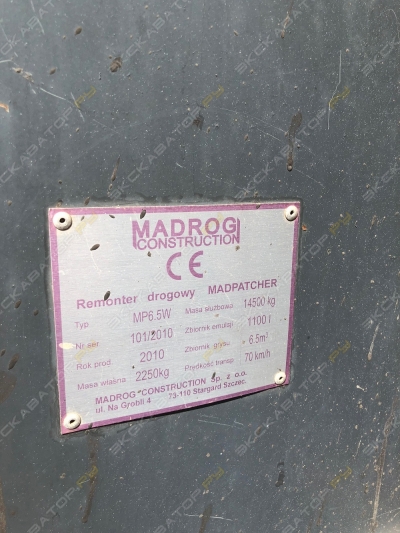 MADROG
CONSTRUCTION
CE
Remonter drogowy MADPATCHER
Typ MP6.5W Masa służbowa 14500 kg
Nr ser. 101/2010 Zbiornik emulsji 1100 l
Rok prod. 2010 Zbiornik grysu 6.5m³
Masa własna 2250kg Prędkość transp. 70 km/h
MADROG CONSTRUCTION Sp. z o.o.
ul. Na Grobli 4 73-110 Stargard Szczec.
ЭКСКАВАТОР.РУ